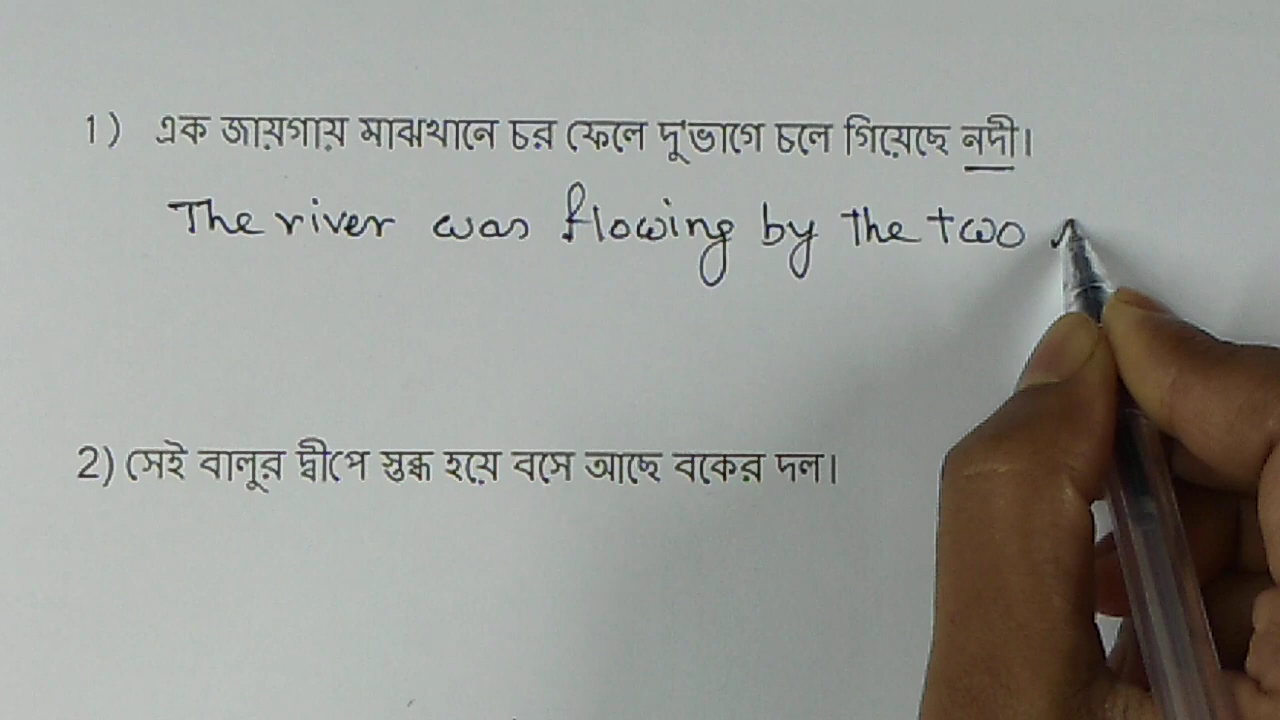 1) এক জায়গায় মাঝখানে চর ফেলে দু'ভাগে চলে গিয়েছে নদী।
The river was flowing by the two
2) সেই বালুর দ্বীপে স্তব্ধ হয়ে বসে আছে বকের দল।